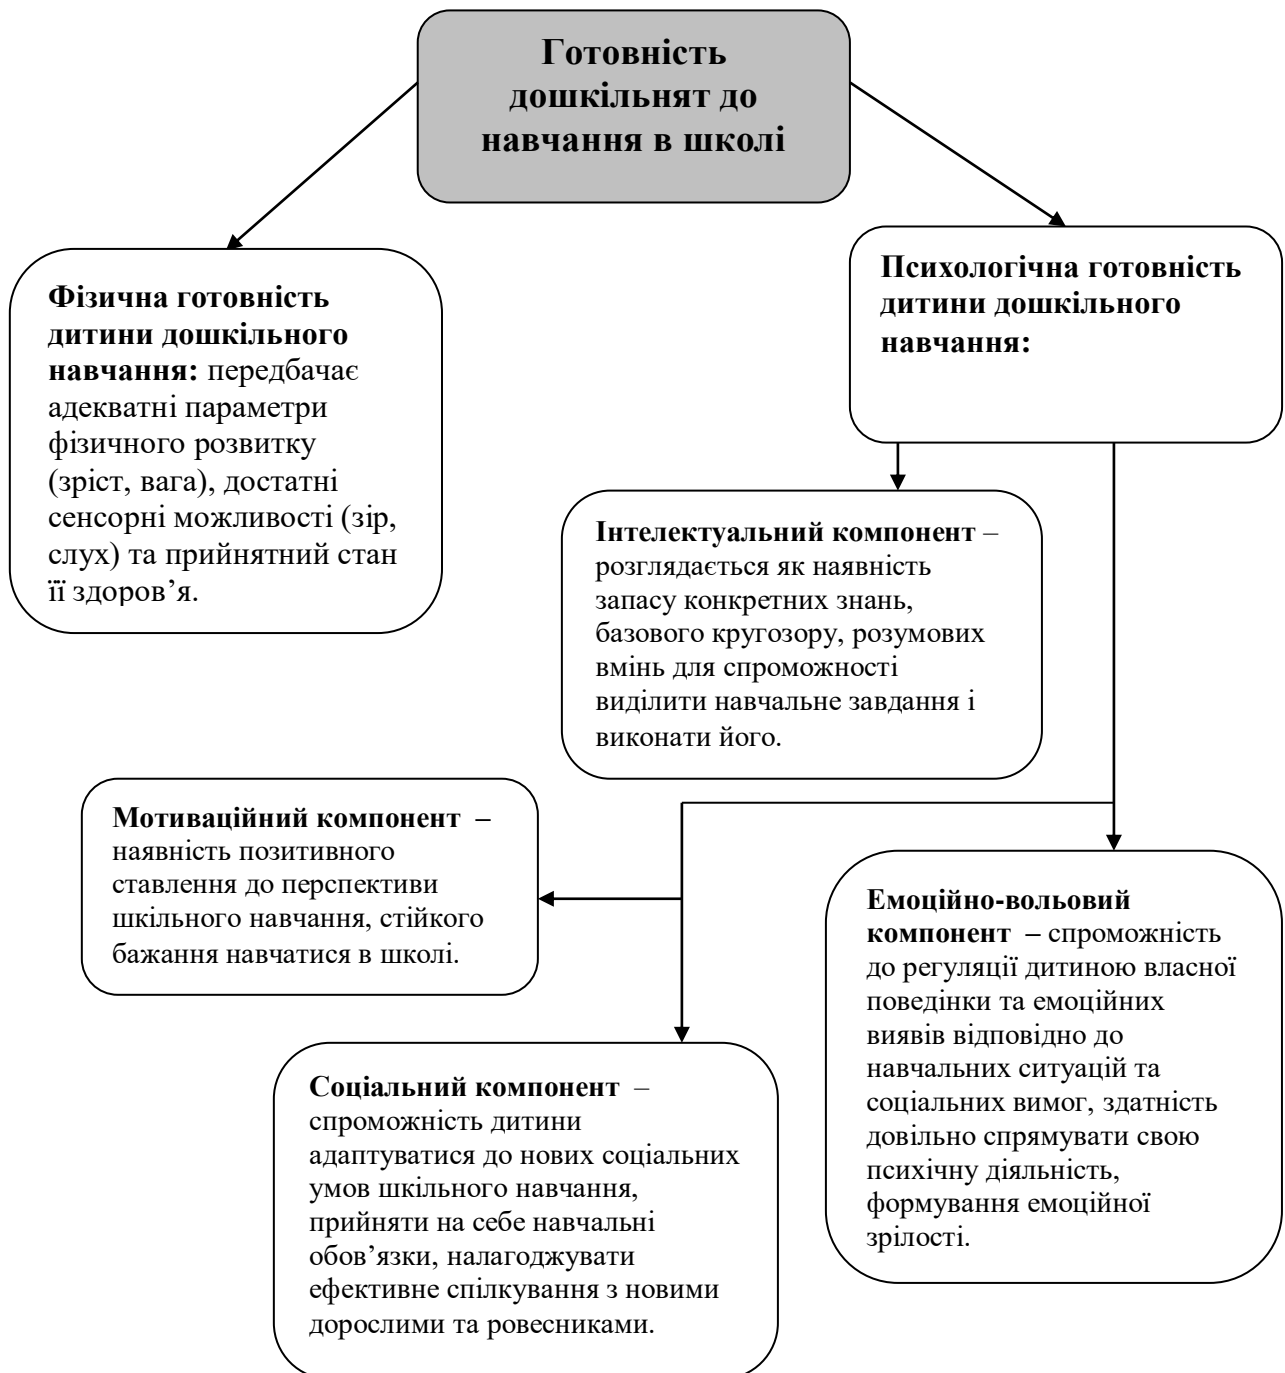 Готовність
дошкільнят до
навчання в школі
Фізична готовність
дитини дошкільного
навчання: передбачає
адекватні параметри
фізичного розвитку
(зріст, вага), достатні
сенсорні можливості (зір,
слух) та прийнятний стан
її здоров’я.
Психологічна готовність
дитини дошкільного
навчання:
Інтелектуальний компонент –
розглядається як наявність
запасу конкретних знань,
базового кругозору, розумових
вмінь для спроможності
виділити навчальне завдання і
виконати його.
Мотиваційний компонент –
наявність позитивного
ставлення до перспективи
шкільного навчання, стійкого
бажання навчатися в школі.
Емоційно-вольовий
компонент – спроможність
до регуляції дитиною власної
поведінки та емоційних
виявів відповідно до
навчальних ситуацій та
соціальних вимог, здатність
довільно спрямувати свою
психічну діяльність,
формування емоційної
зрілості.
Соціальний компонент –
спроможність дитини
адаптуватися до нових соціальних
умов шкільного навчання,
прийняти на себе навчальні
обов’язки, налагоджувати
ефективне спілкування з новими
дорослими та ровесниками.